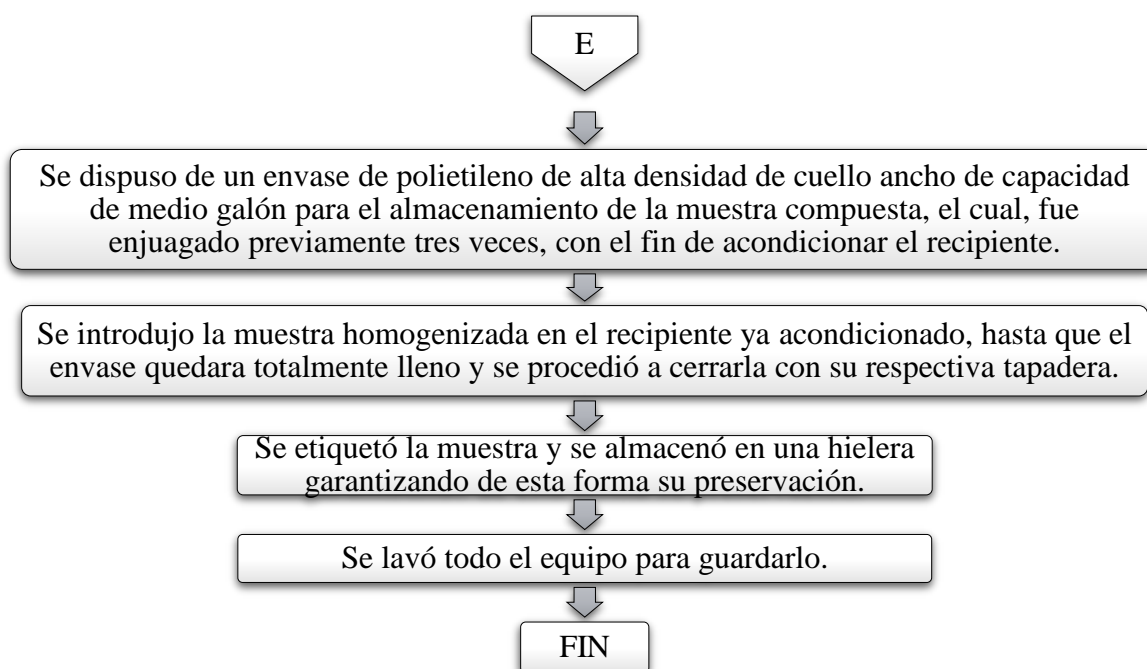 E
Se dispuso de un envase de polietileno de alta densidad de cuello ancho de capacidad
de medio galón para el almacenamiento de la muestra compuesta, el cual, fue
enjuagado previamente tres veces, con el fin de acondicionar el recipiente.
Se introdujo la muestra homogenizada en el recipiente ya acondicionado, hasta que el
envase quedara totalmente lleno y se procedió a cerrarla con su respectiva tapadera.
Se etiquetó la muestra y se almacenó en una hielera
garantizando de esta forma su preservación.
Se lavó todo el equipo para guardarlo.
FIN